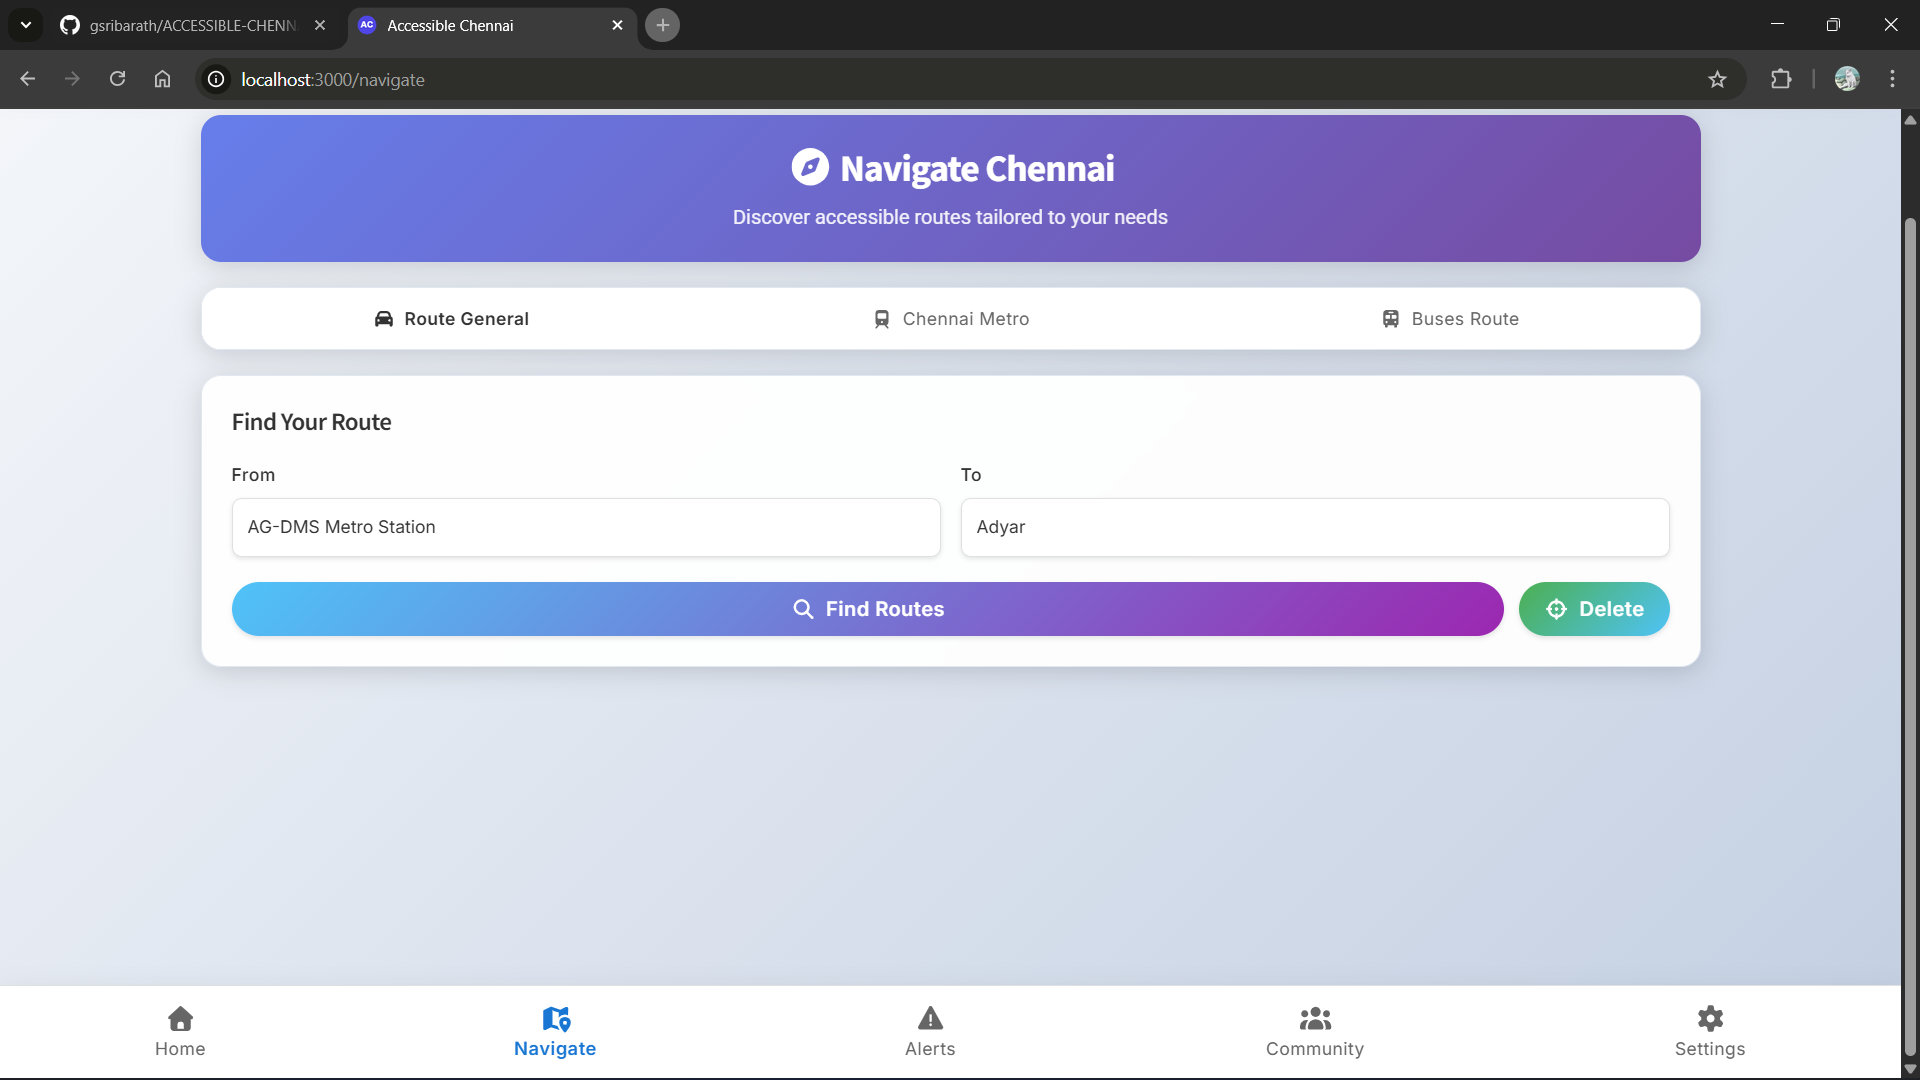 gsribarath/ACCESSIBLE-CHENN
AC Accessible Chennai
localhost:3000/navigate
Navigate Chennai
Discover accessible routes tailored to your needs
Route General Chennai Metro Buses Route
Find Your Route
From To
AG-DMS Metro Station Adyar
Find Routes Delete
Home Navigate Alerts Community Settings